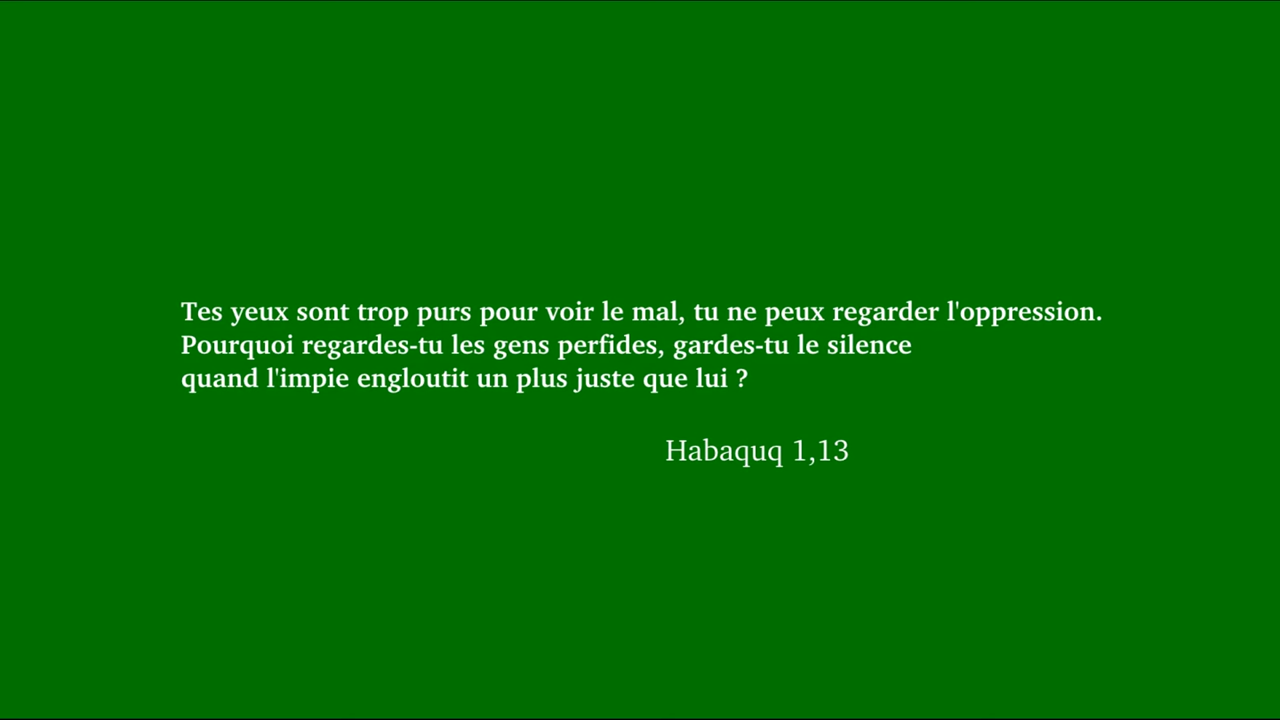 Tes yeux sont trop purs pour voir le mal, tu ne peux regarder l'oppression.
Pourquoi regardes-tu les gens perfides, gardes-tu le silence
quand l'impie engloutit un plus juste que lui ?
Habaquq 1,13